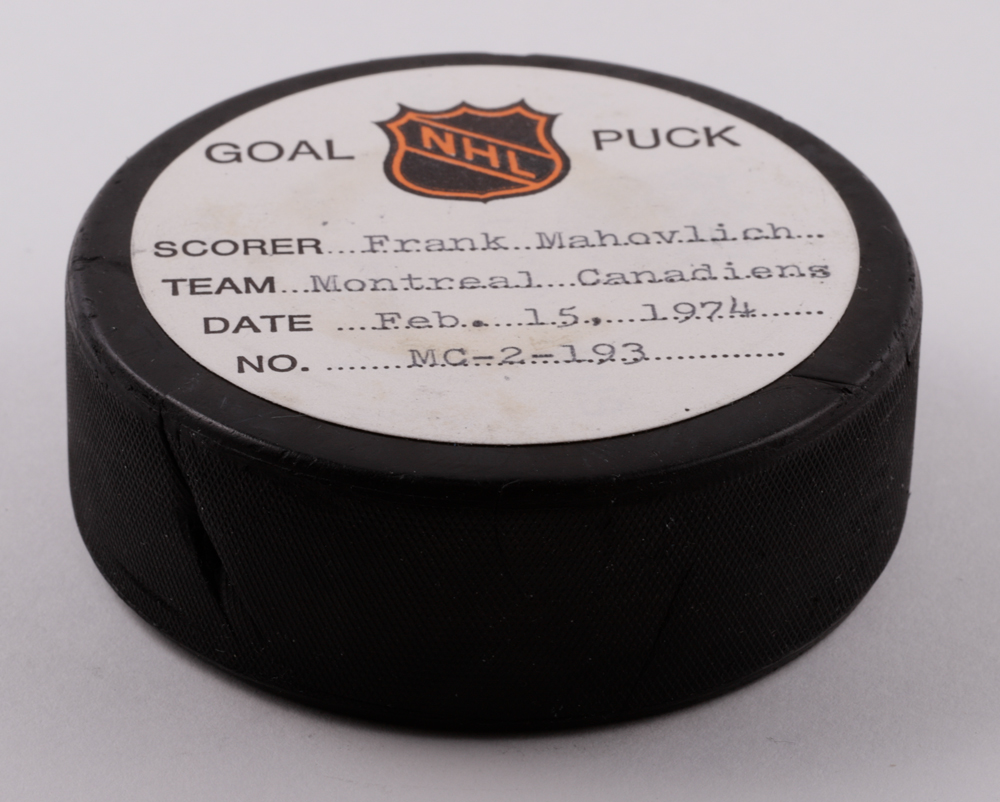 GOAL NHL PUCK
SCORER...Frank..Mahovlich...
TEAM...Montreal...Canadiens
DATE ....Feb....15,...1974.......
NO. .......MC-2-193..............